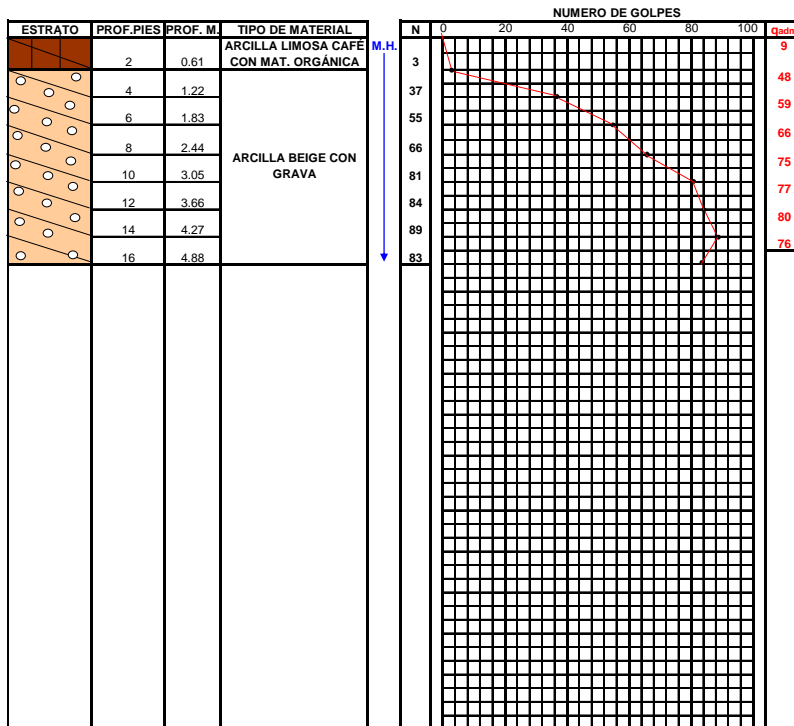 NUMERO DE GOLPES
ESTRATO PROF.PIES PROF. M. TIPO DE MATERIAL N 0 20 40 60 80 100 qadm
ARCILLA LIMOSA CAFÉ M.H. 9
2 0.61 CON MAT. ORGÁNICA 3
48
4 1.22 37
59
6 1.83 55
66
8 2.44 66
ARCILLA BEIGE CON 75
10 3.05 GRAVA 81
77
12 3.66 84
80
14 4.27 89
76
16 4.88 83